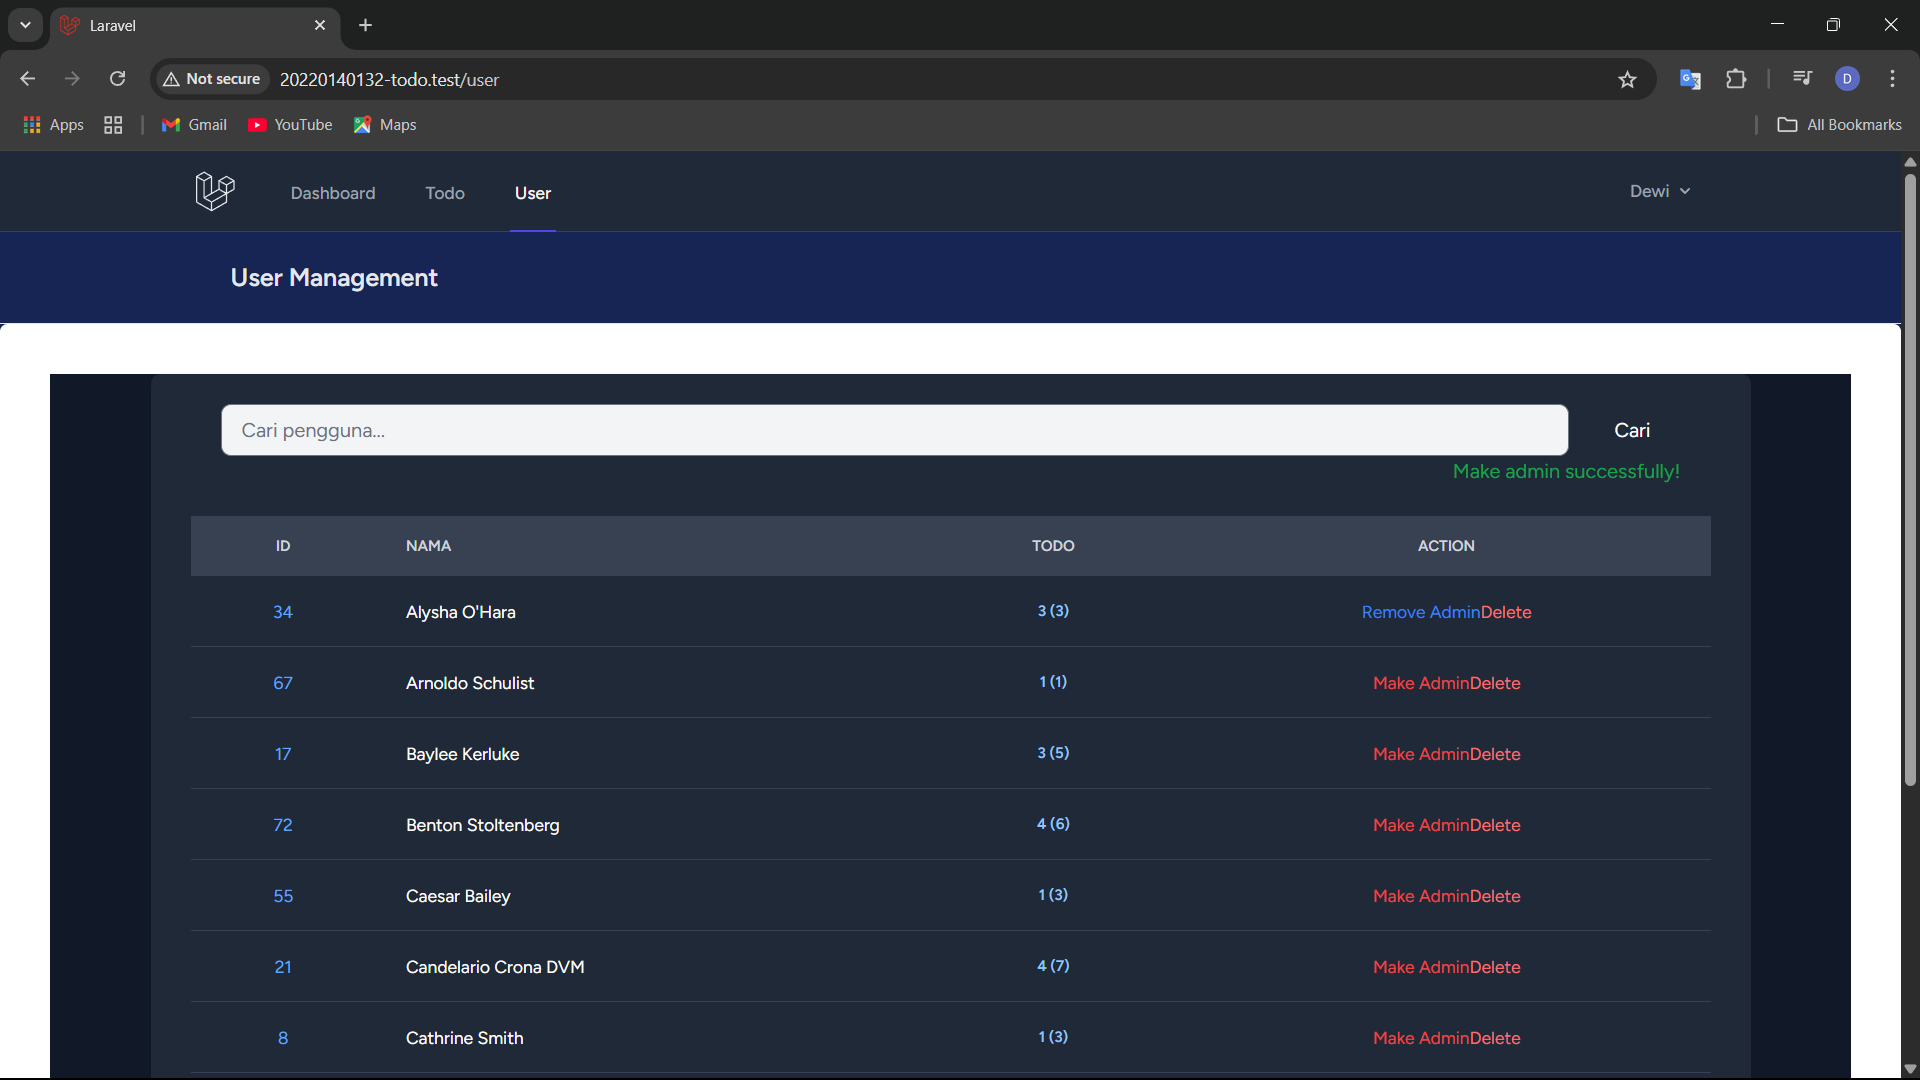 Laravel
Not secure 20220140132-todo.test/user
Apps Gmail YouTube Maps All Bookmarks
Dashboard Todo User Dewi
User Management
Cari pengguna... Cari
Make admin successfully!
ID NAMA TODO ACTION
34 Alysha O'Hara 3 (3) Remove AdminDelete
67 Arnoldo Schulist 1 (1) Make AdminDelete
17 Baylee Kerluke 3 (5) Make AdminDelete
72 Benton Stoltenberg 4 (6) Make AdminDelete
55 Caesar Bailey 1 (3) Make AdminDelete
21 Candelario Crona DVM 4 (7) Make AdminDelete
8 Cathrine Smith 1 (3) Make AdminDelete